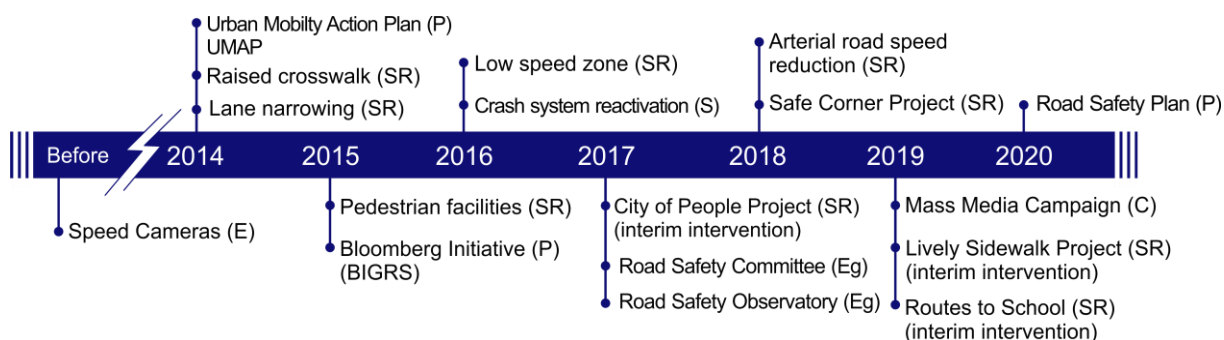 Urban Mobilty Action Plan (P)
UMAP
Raised crosswalk (SR)
Lane narrowing (SR)
Low speed zone (SR)
Crash system reactivation (S)
Arterial road speed
reduction (SR)
Safe Corner Project (SR)
Road Safety Plan (P)
Before 2014 2015 2016 2017 2018 2019 2020
Speed Cameras (E)
Pedestrian facilities (SR)
Bloomberg Initiative (P)
(BIGRS)
City of People Project (SR)
(interim intervention)
Road Safety Committee (Eg)
Road Safety Observatory (Eg)
Mass Media Campaign (C)
Lively Sidewalk Project (SR)
(interim intervention)
Routes to School (SR)
(interim intervention)